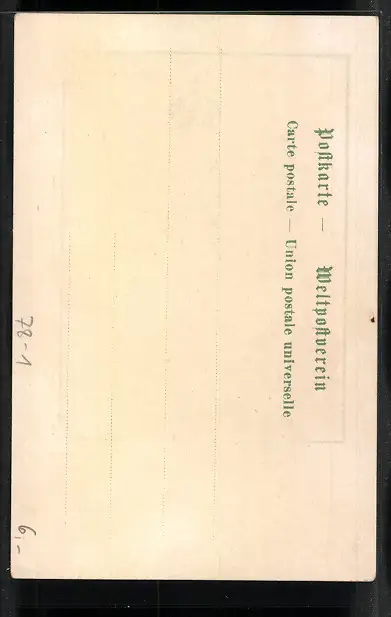 Postkarte — Weltpostverein
Carte postale — Union postale universelle
78-1
6,-